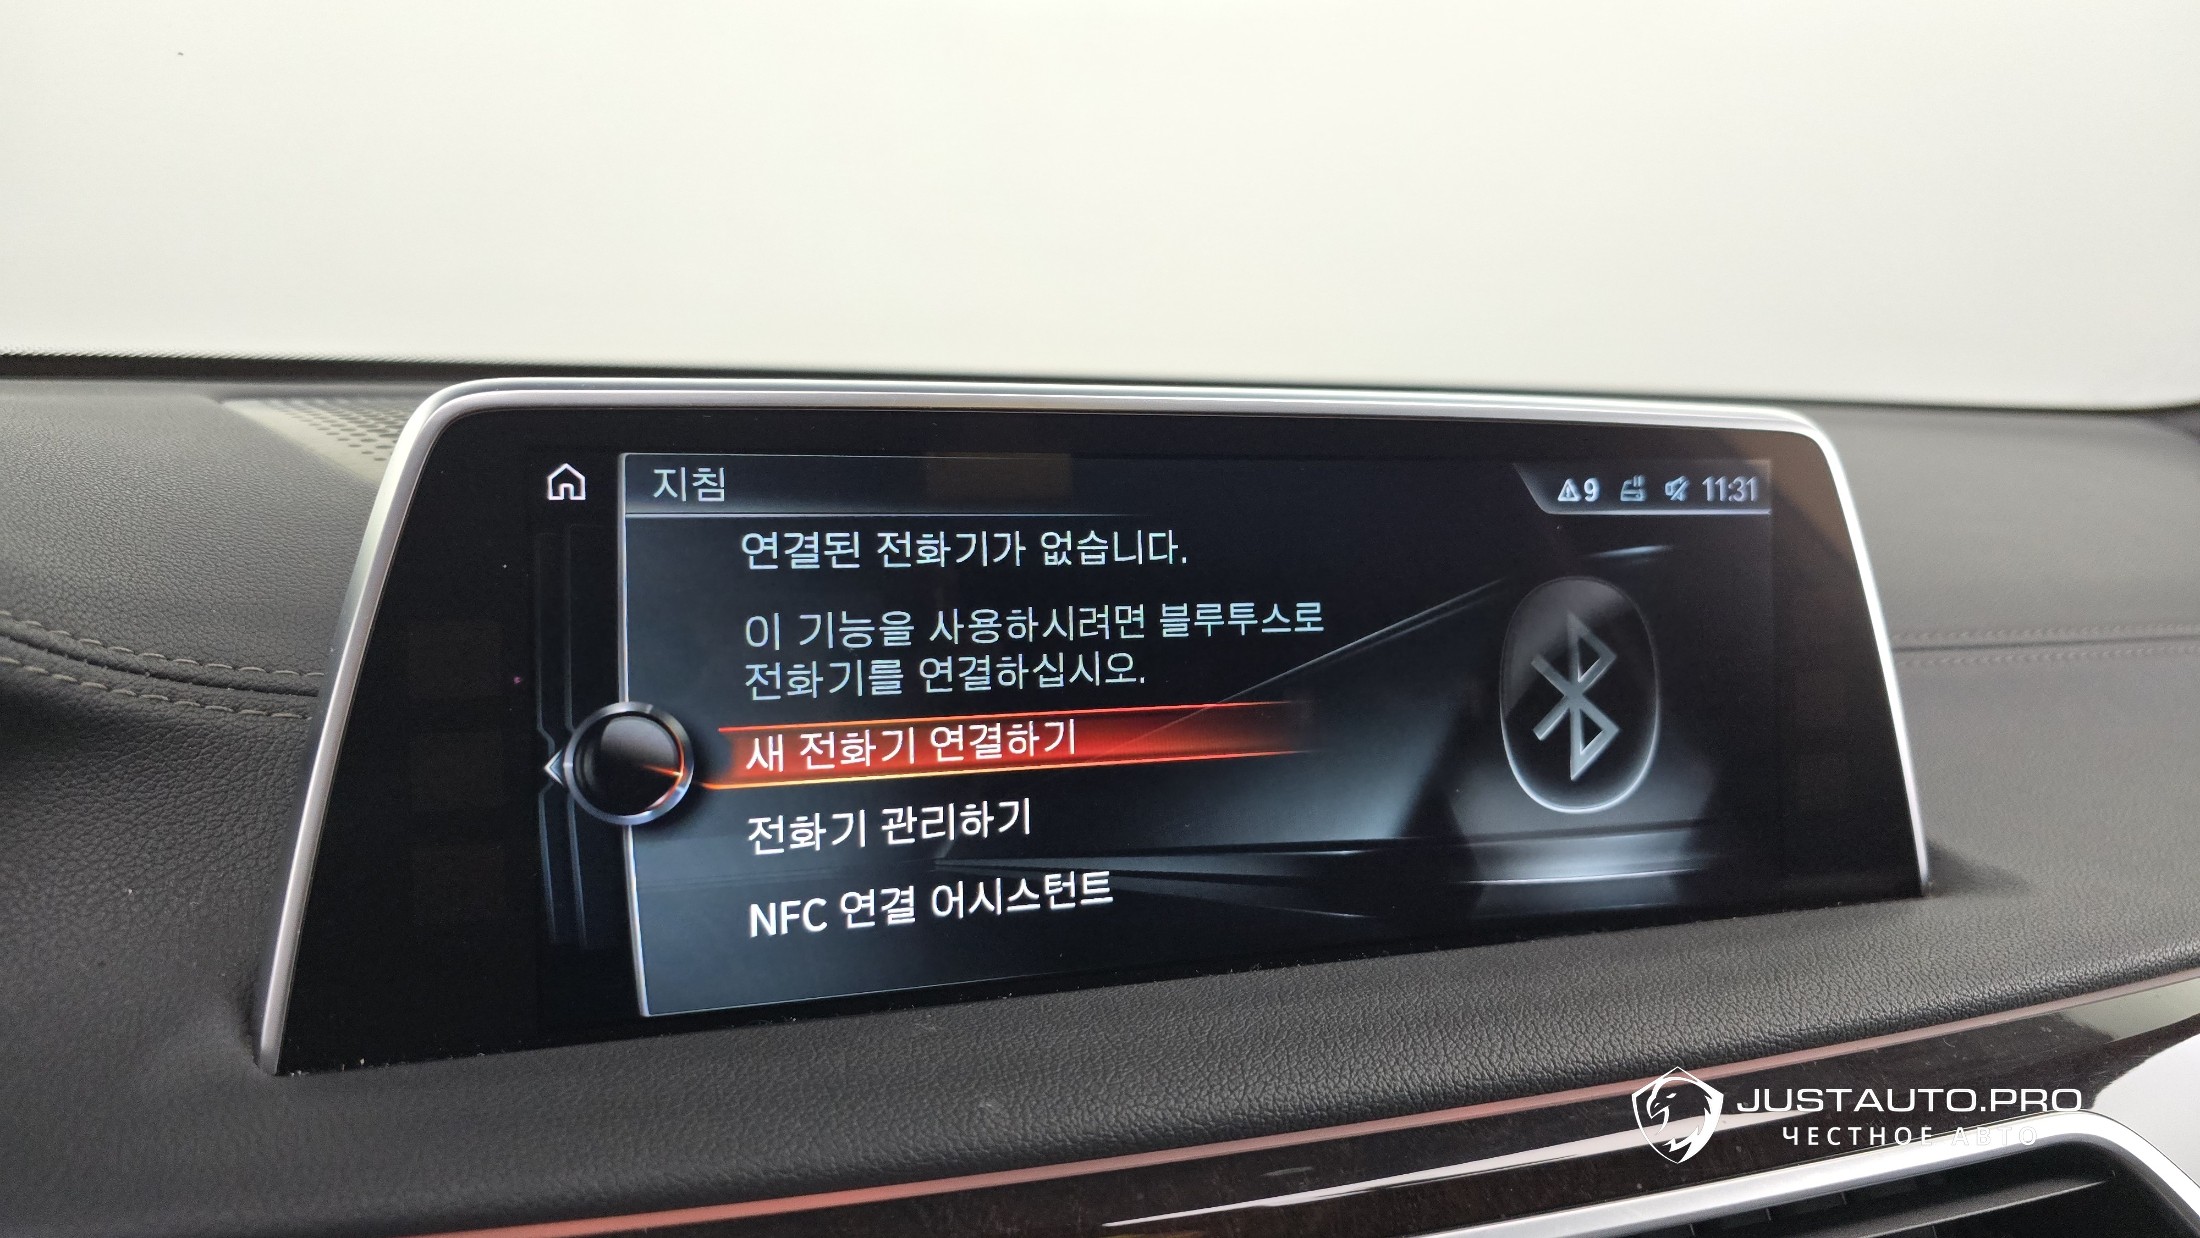 지침
9 11:31
연결된 전화기가 없습니다.
이 기능을 사용하시려면 블루투스로
전화기를 연결하십시오.
새 전화기 연결하기
전화기 관리하기
NFC 연결 어시스턴트
JUSTAUTO.PRO
ЧЕСТНОЕ АВТО